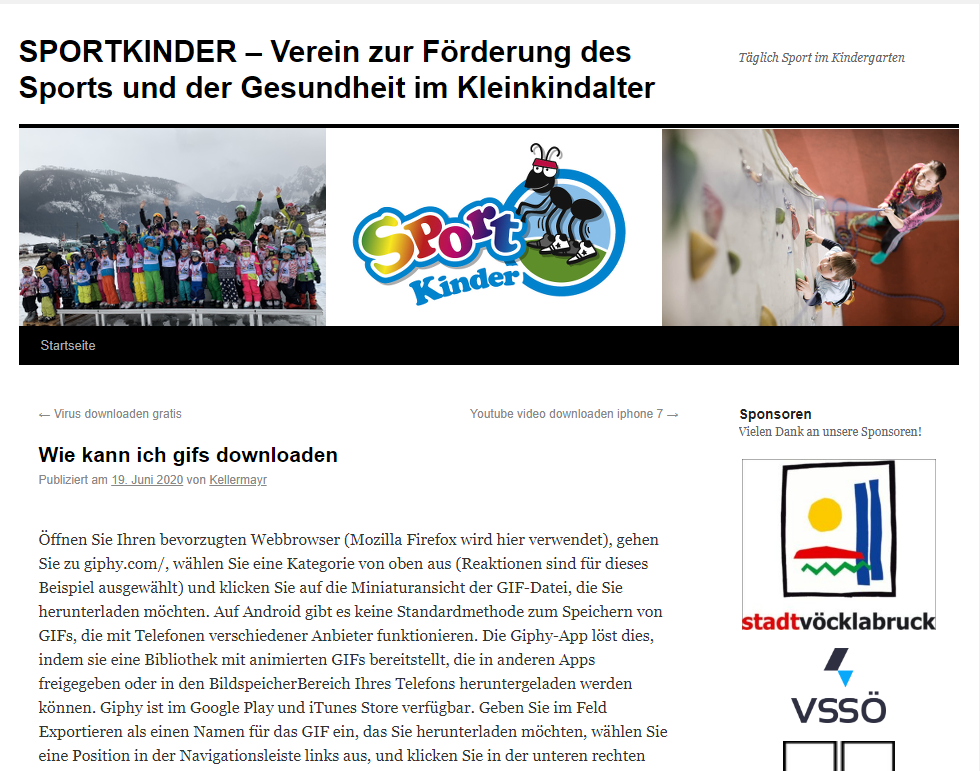 SPORTKINDER – Verein zur Förderung des
Sports und der Gesundheit im Kleinkindalter
Täglich Sport im Kindergarten
Sport
Kinder
Startseite
← Virus downloaden gratis
Youtube video downloaden iphone 7 →
Wie kann ich gifs downloaden
Publiziert am 19. Juni 2020 von Kellermayr
Öffnen Sie Ihren bevorzugten Webbrowser (Mozilla Firefox wird hier verwendet), gehen
Sie zu giphy.com/, wählen Sie eine Kategorie von oben aus (Reaktionen sind für dieses
Beispiel ausgewählt) und klicken Sie auf die Miniaturansicht der GIF-Datei, die Sie
herunterladen möchten. Auf Android gibt es keine Standardmethode zum Speichern von
GIFs, die mit Telefonen verschiedener Anbieter funktionieren. Die Giphy-App löst dies,
indem sie eine Bibliothek mit animierten GIFs bereitstellt, die in anderen Apps
freigegeben oder in den BildspeicherBereich Ihres Telefons heruntergeladen werden
können. Giphy ist im Google Play und iTunes Store verfügbar. Geben Sie im Feld
Exportieren als einen Namen für das GIF ein, das Sie herunterladen möchten, wählen Sie
eine Position in der Navigationsleiste links aus, und klicken Sie in der unteren rechten
Sponsoren
Vielen Dank an unsere Sponsoren!
stadtvöcklabruck
VSSÖ